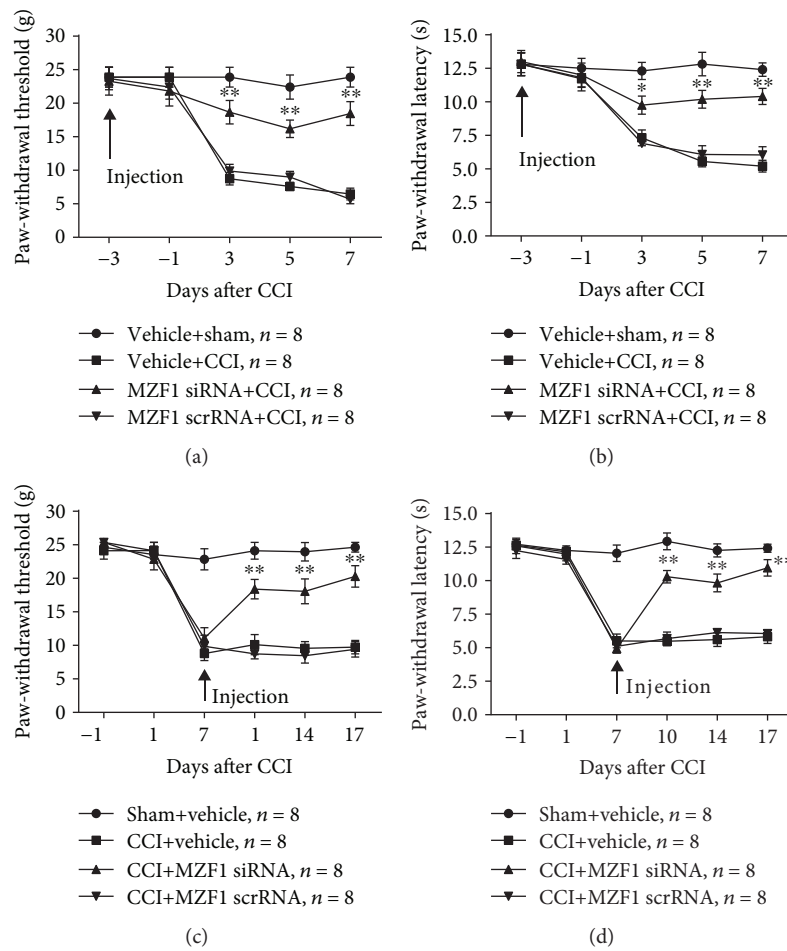 Paw-withdrawal threshold (g)
30
25
20
15
10
5
0
** ** **
Injection
−3 −1 3 5 7
Days after CCI
Vehicle+sham, n = 8
Vehicle+CCI, n = 8
MZF1 siRNA+CCI, n = 8
MZF1 scrRNA+CCI, n = 8
(a)
Paw-withdrawal latency (s)
15.0
12.5
10.0
7.5
5.0
2.5
0.0
* ** **
Injection
−3 −1 3 5 7
Days after CCI
Vehicle+sham, n = 8
Vehicle+CCI, n = 8
MZF1 siRNA+CCI, n = 8
MZF1 scrRNA+CCI, n = 8
(b)
Paw-withdrawal threshold (g)
30
25
20
15
10
5
0
** ** **
Injection
−1 1 7 1 14 17
Days after CCI
Sham+vehicle, n = 8
CCI+vehicle, n = 8
CCI+MZF1 siRNA, n = 8
CCI+MZF1 scrRNA, n = 8
(c)
Paw-withdrawal latency (s)
15.0
12.5
10.0
7.5
5.0
2.5
0.0
** ** **
Injection
−1 1 7 10 14 17
Days after CCI
Sham+vehicle, n = 8
CCI+vehicle, n = 8
CCI+MZF1 siRNA, n = 8
CCI+MZF1 scrRNA, n = 8
(d)